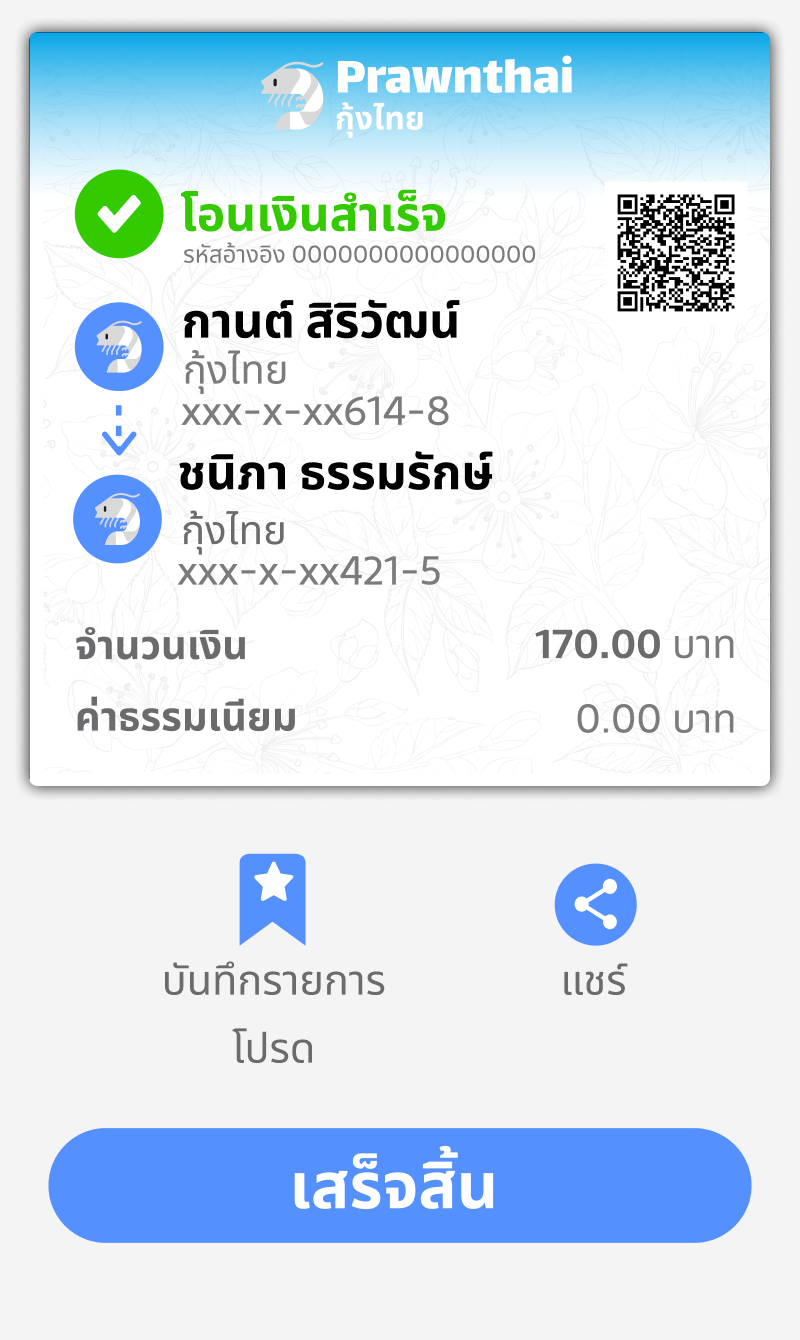 Prawnthai
กุ้งไทย
โอนเงินสำเร็จ
รหัสอ้างอิง 0000000000000000
กานต์ สิริวัฒน์
กุ้งไทย
xxx-x-xx614-8
ชนิภา ธรรมรักษ์
กุ้งไทย
xxx-x-xx421-5
จำนวนเงิน 170.00 บาท
ค่าธรรมเนียม 0.00 บาท
บันทึกรายการ
โปรด
แชร์
เสร็จสิ้น